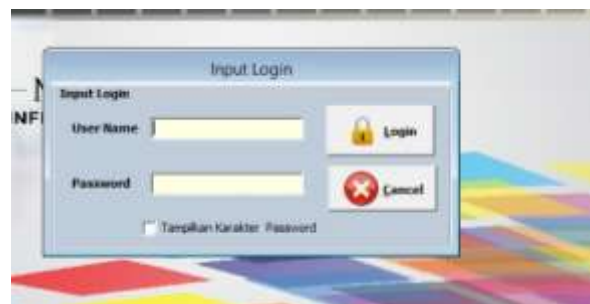 Input Login
Input Login
User Name
Login
Password
Cancel
Tampilkan Karakter Password